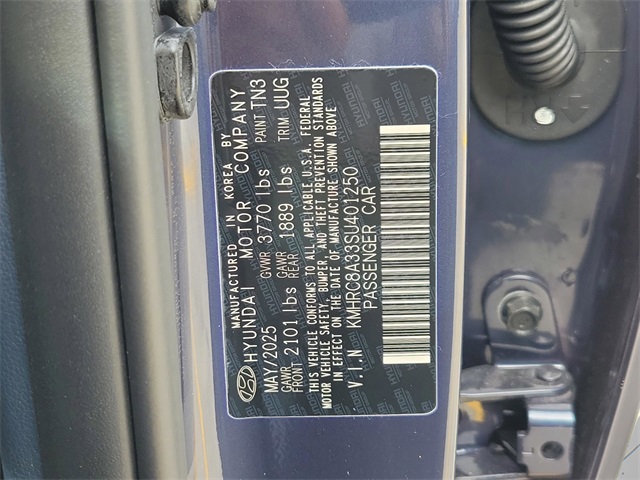 MANUFACTURED IN KOREA BY
HYUNDAI MOTOR COMPANY
MAY/2025 GVWR 3770 lbs PAINT TN3
GAWR FRONT 2101 lbs GAWR REAR 1889 lbs TRIM UUG
THIS VEHICLE CONFORMS TO ALL APPLICABLE U.S.A. FEDERAL
MOTOR VEHICLE SAFETY, BUMPER, AND THEFT PREVENTION STANDARDS
IN EFFECT ON THE DATE OF MANUFACTURE SHOWN ABOVE
V.I.N KMHRC8A33SU401250
PASSENGER CAR